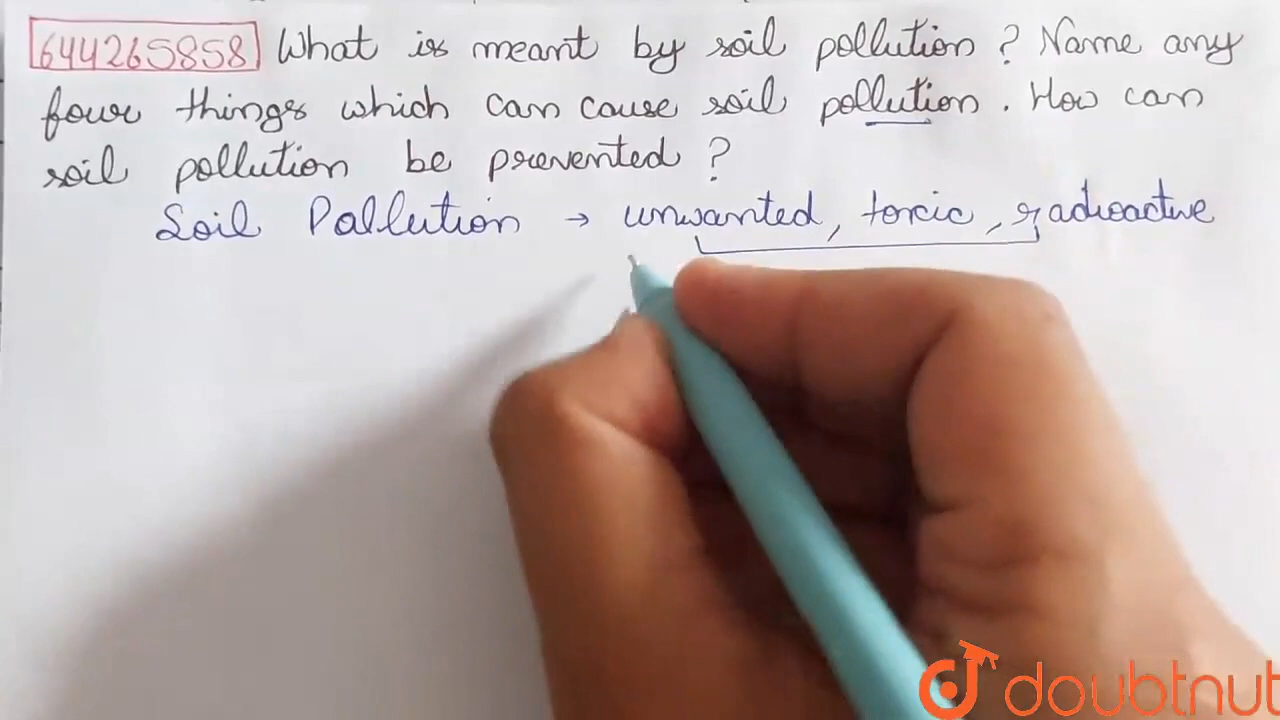 644265858 What is meant by soil pollution ? Name any
four things which can cause soil pollution . How can
soil pollution be prevented ?
Soil Pollution → unwanted, toxic, radioactive
doubtnut